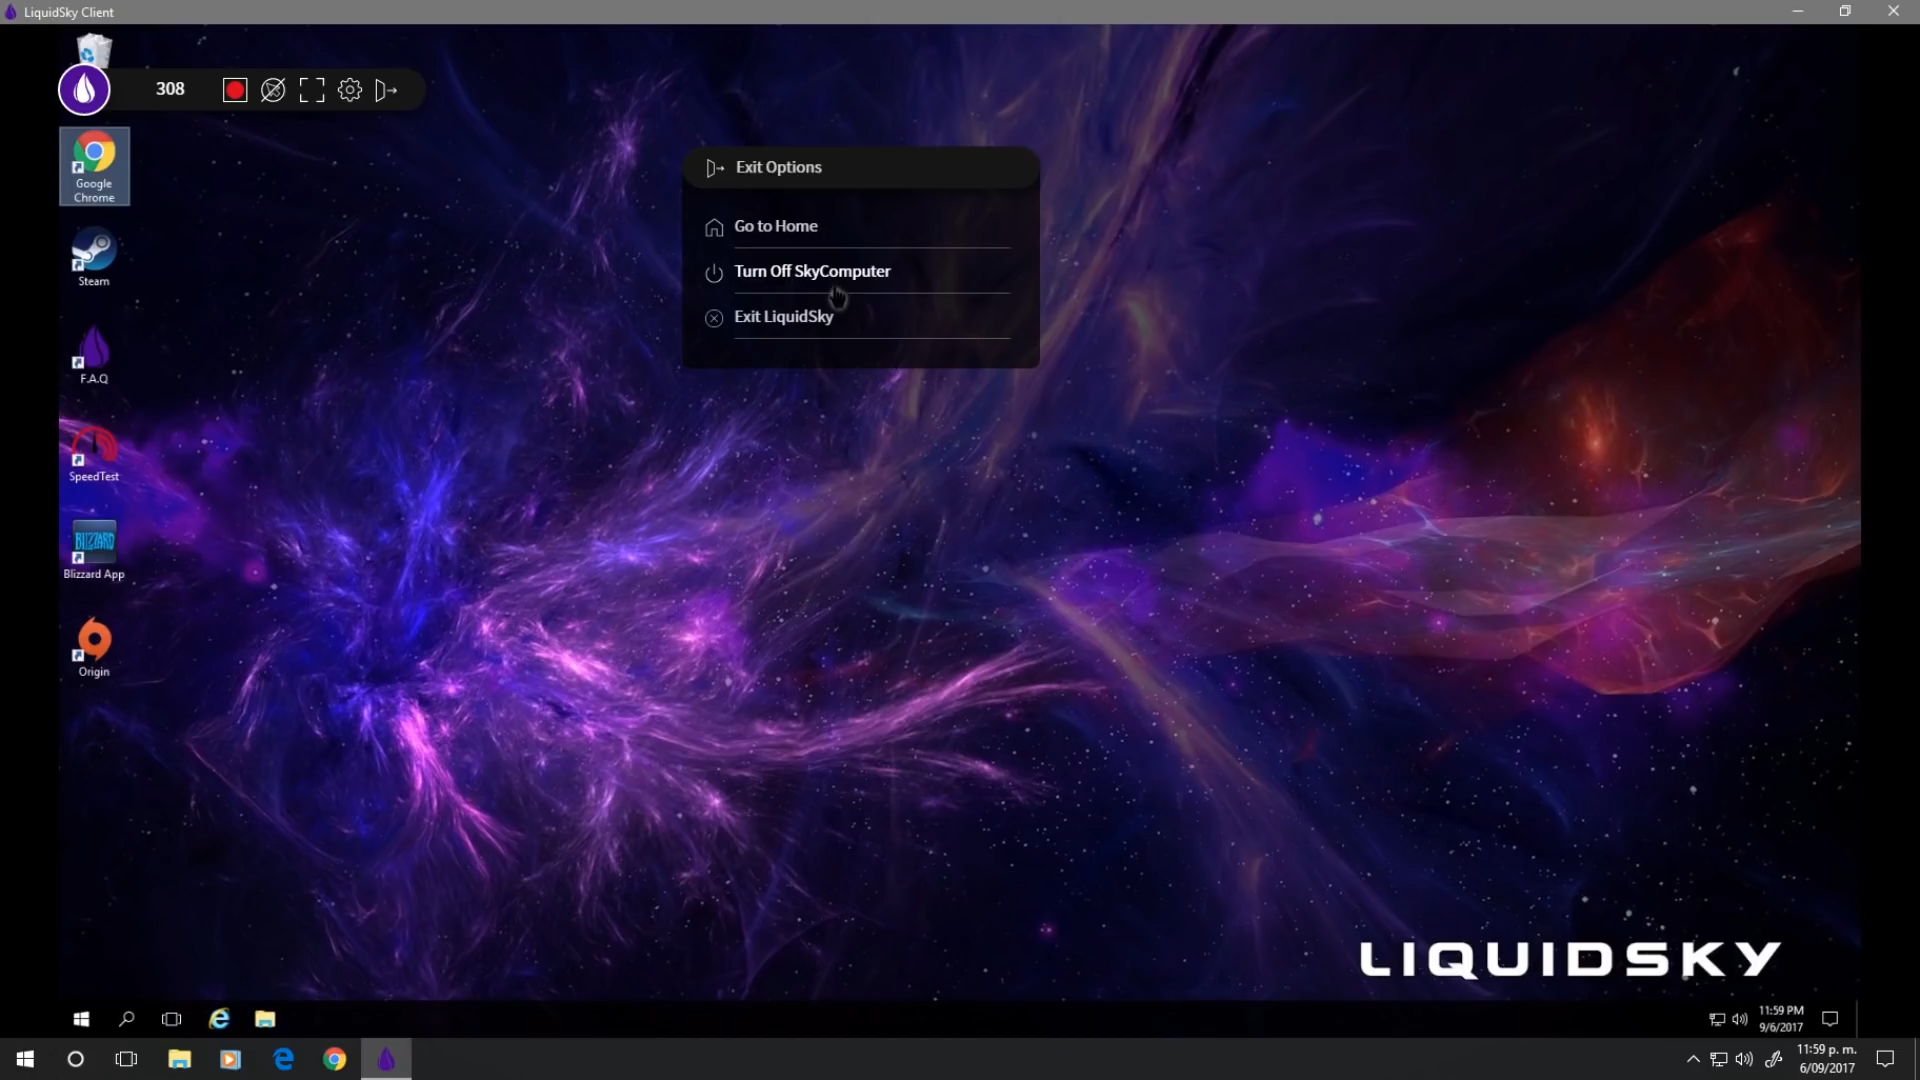 LiquidSky Client
308
Google
Chrome
Steam
F.A.Q
SpeedTest
BLIZZARD
Blizzard App
Origin
Exit Options
Go to Home
Turn Off SkyComputer
Exit LiquidSky
LIQUIDSKY
11:59 PM
9/6/2017
11:59 p. m.
6/09/2017